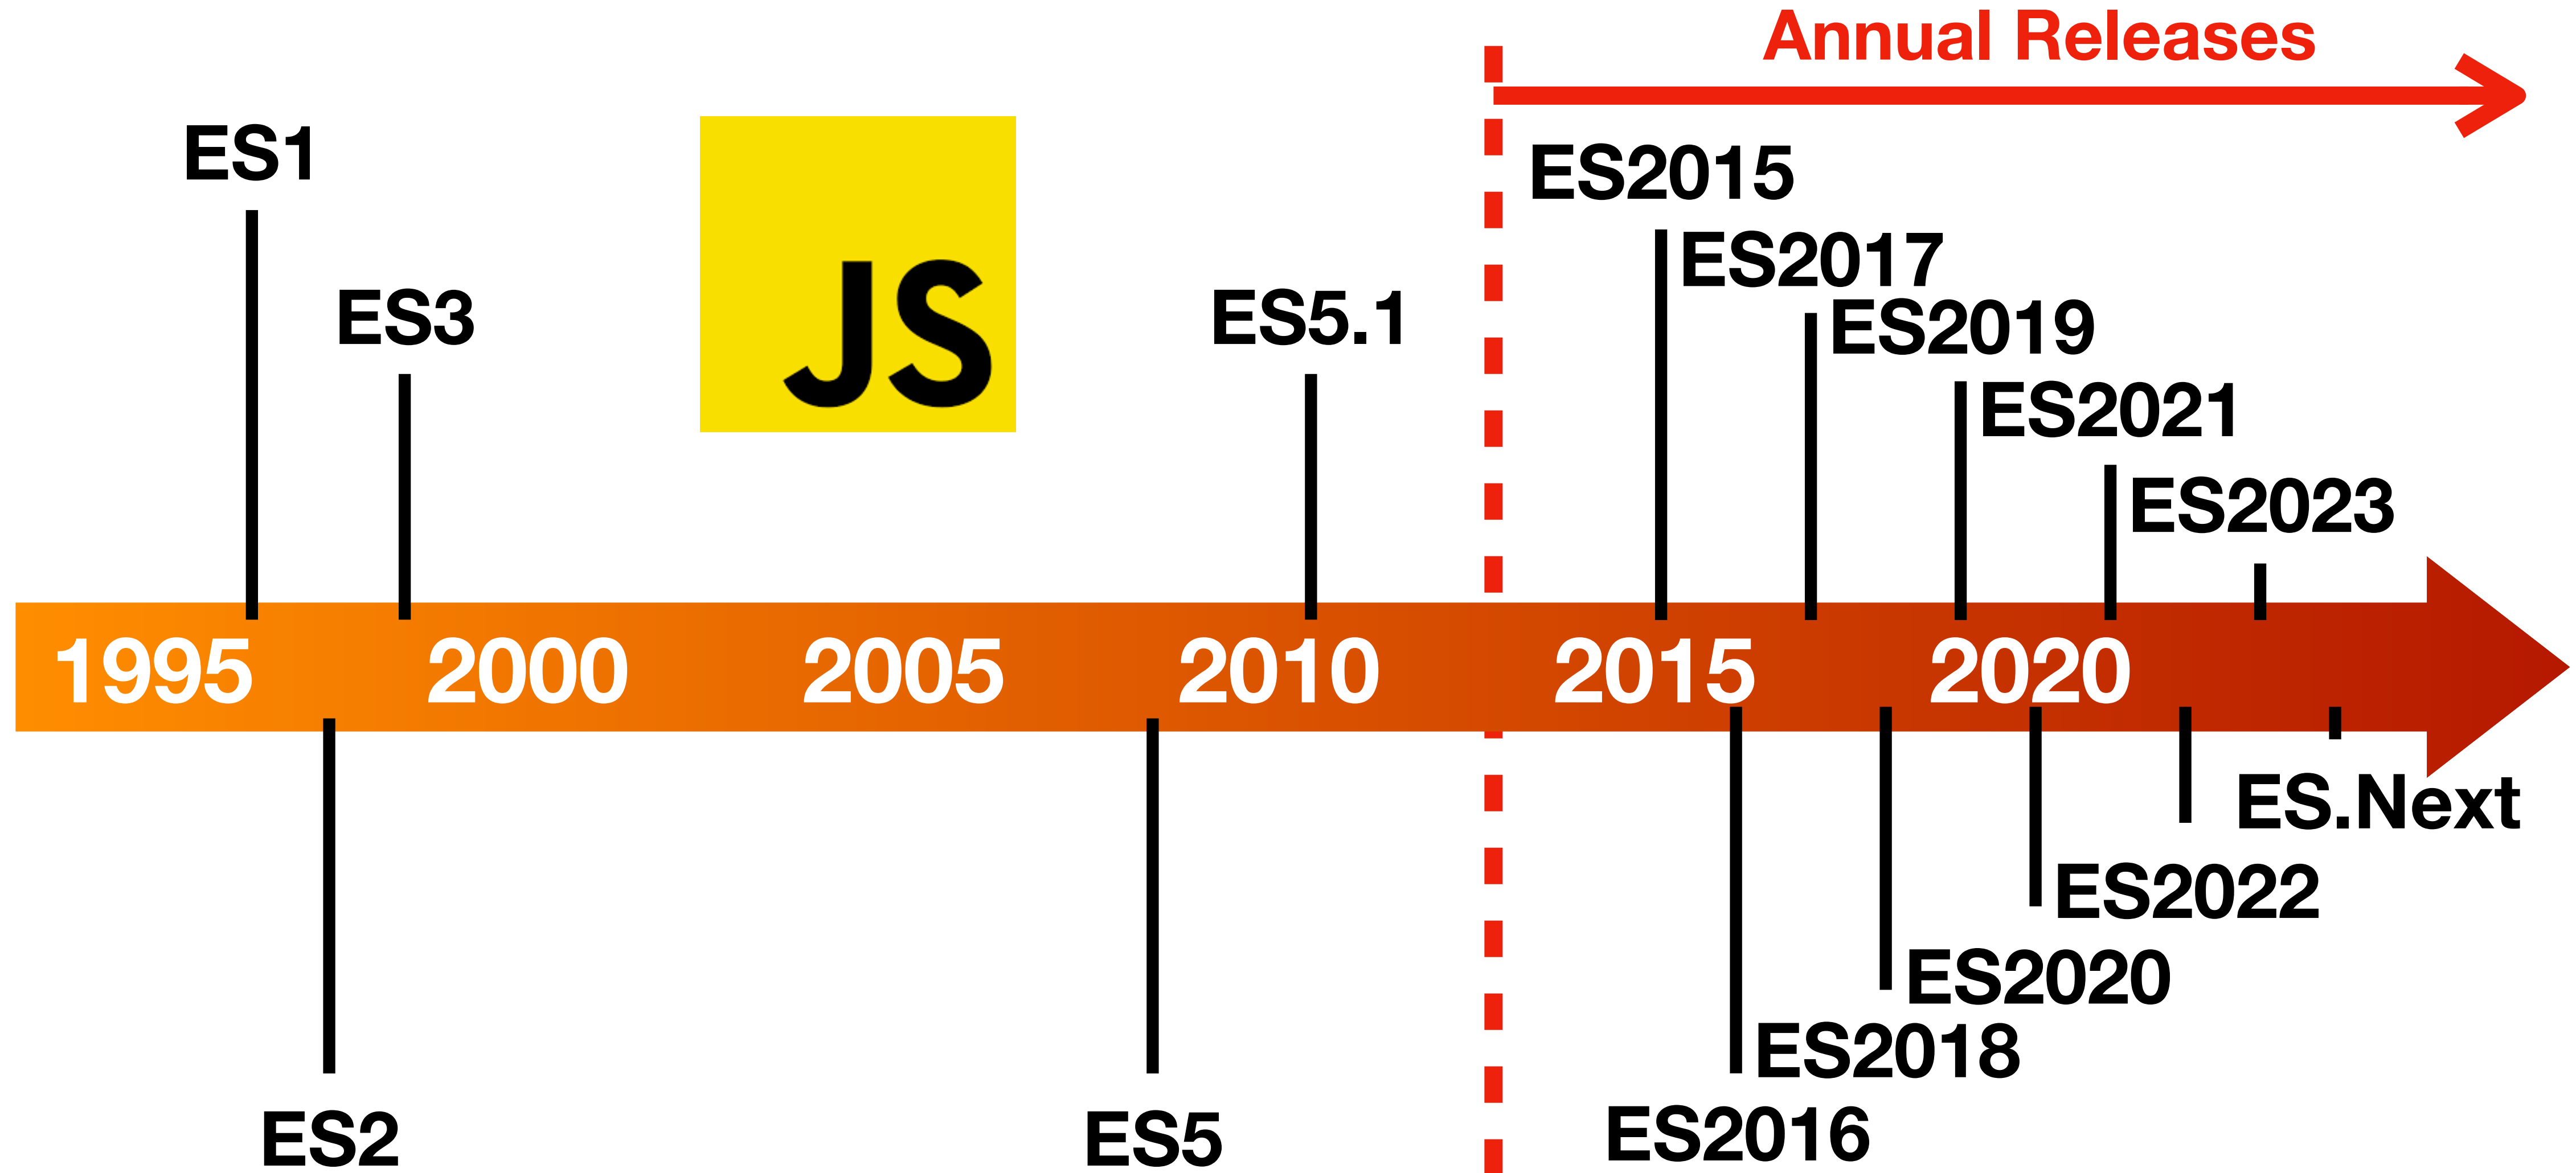 Annual Releases
ES1
ES3
JS
ES5.1
ES2015
ES2017
ES2019
ES2021
ES2023
1995 2000 2005 2010 2015 2020
ES.Next
ES2022
ES2020
ES2018
ES2016
ES2
ES5